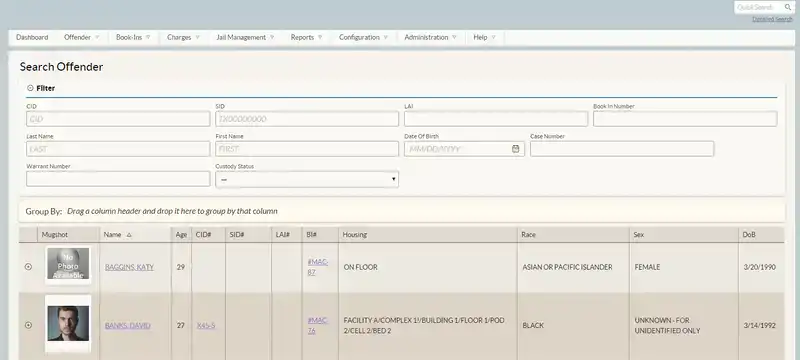 Quick Search
Detailed Search
Dashboard Offender Book-Ins Charges Jail Management Reports Configuration Administration Help
Search Offender
Filter
CID SID LAI Book In Number
CID TX00000000
Last Name First Name Date Of Birth Case Number
LAST FIRST MM/DD/YYYY
Warrant Number Custody Status
---
Group By: Drag a column header and drop it here to group by that column
Mugshot Name Age CID# SID# LAI# BI# Housing Race Sex DoB
No Photo Available BAGGINS, KATY 29 #MAC-87 ON FLOOR ASIAN OR PACIFIC ISLANDER FEMALE 3/20/1990
BANKS, DAVID 27 X45-5 #MAC-76 FACILITY A/COMPLEX 1!/BUILDING 1/FLOOR 1/POD 2/CELL 2/BED 2 BLACK UNKNOWN - FOR UNIDENTIFIED ONLY 3/14/1992